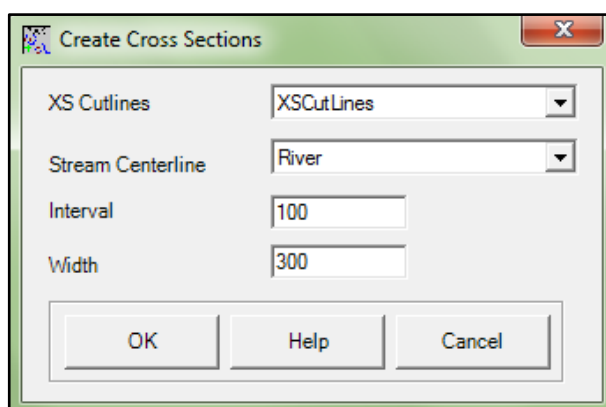 Create Cross Sections
XS Cutlines XSCutLines
Stream Centerline River
Interval 100
Width 300
OK Help Cancel